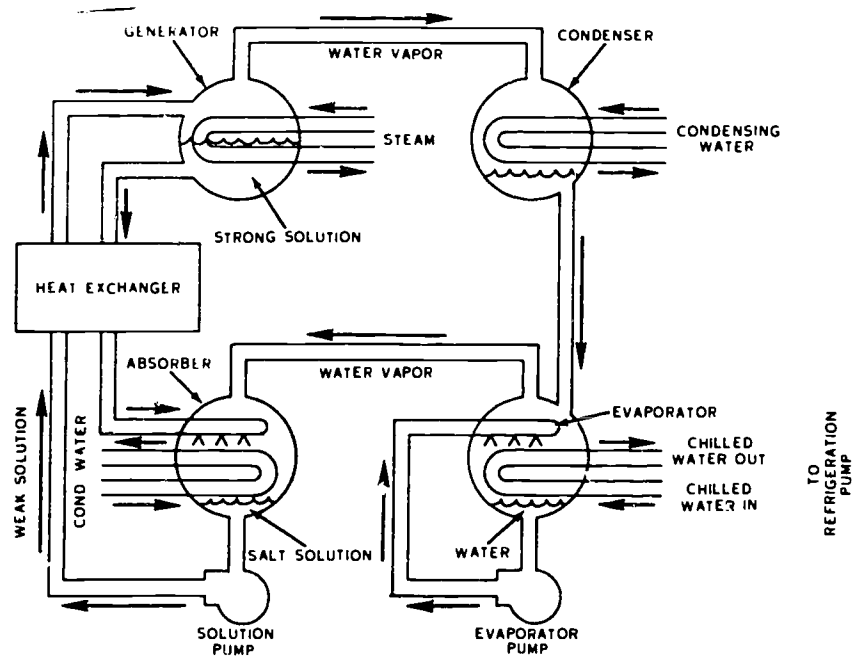 GENERATOR
CONDENSER
WATER VAPOR
STEAM
CONDENSING
WATER
STRONG SOLUTION
HEAT EXCHANGER
ABSORBER
WATER VAPOR
EVAPORATOR
WEAK SOLUTION
COND WATER
CHILLED
WATER OUT
CHILLED
WATER IN
TO
REFRIGERATION
PUMP
SALT SOLUTION
WATER
SOLUTION
PUMP
EVAPORATOR
PUMP